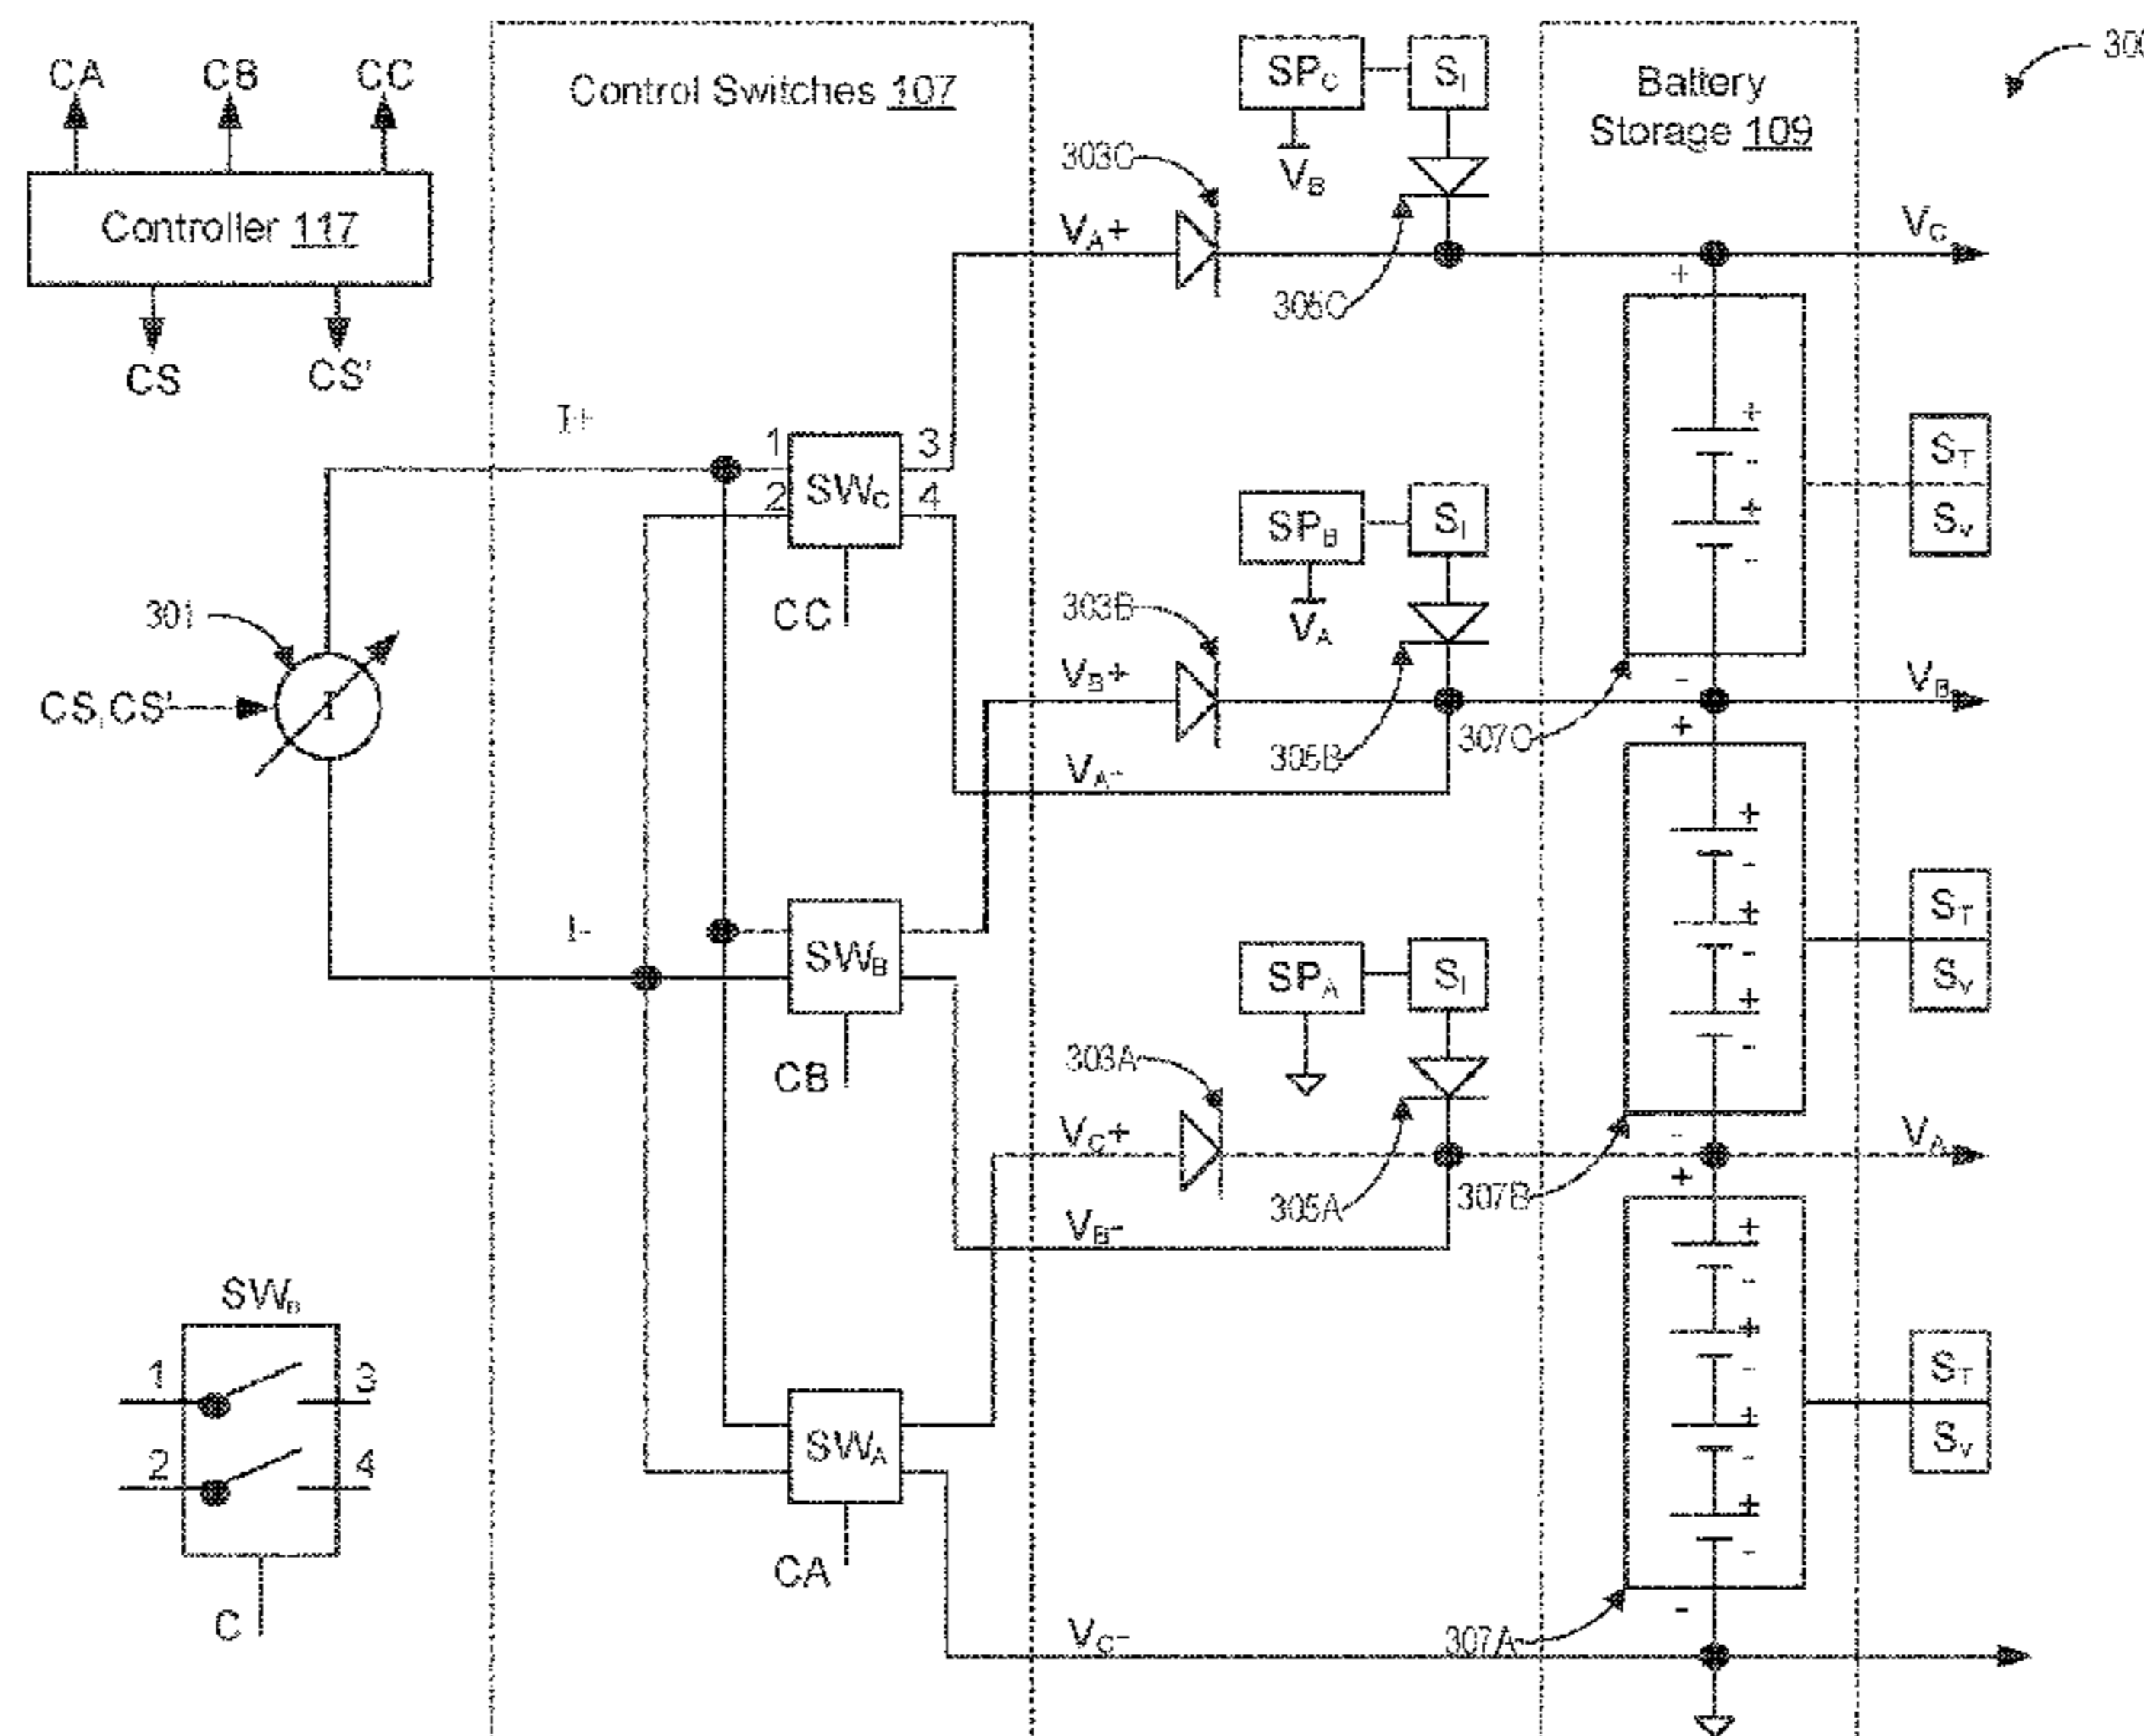 CA CB CC
Controller 117
CS CS'
Control Switches 107
Battery
Storage 109
SPC SI
VB
303C
VA+
305C
VC
+
I+
1 3
2 SWC 4
CC
+
-
+
-
ST
SV
SPB SI
VA
303B
VB+
305B
307C
-
VB
+
VA-
301
CS, CS'
I
I-
SWB
CB
+
-
+
-
+
-
ST
SV
SPA SI
303A
VC+
305A
307B
-
VA
+
VB-
SWA
CA
+
-
+
-
+
-
+
-
ST
SV
307A
-
VC-
SWB
1 3
2 4
C